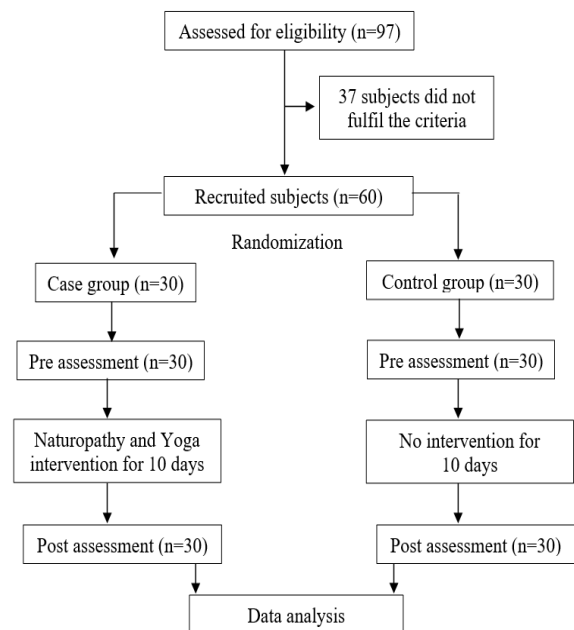 Assessed for eligibility (n=97)
37 subjects did not
fulfil the criteria
Recruited subjects (n=60)
Randomization
Case group (n=30)
Control group (n=30)
Pre assessment (n=30)
Pre assessment (n=30)
Naturopathy and Yoga
intervention for 10 days
No intervention for
10 days
Post assessment (n=30)
Post assessment (n=30)
Data analysis